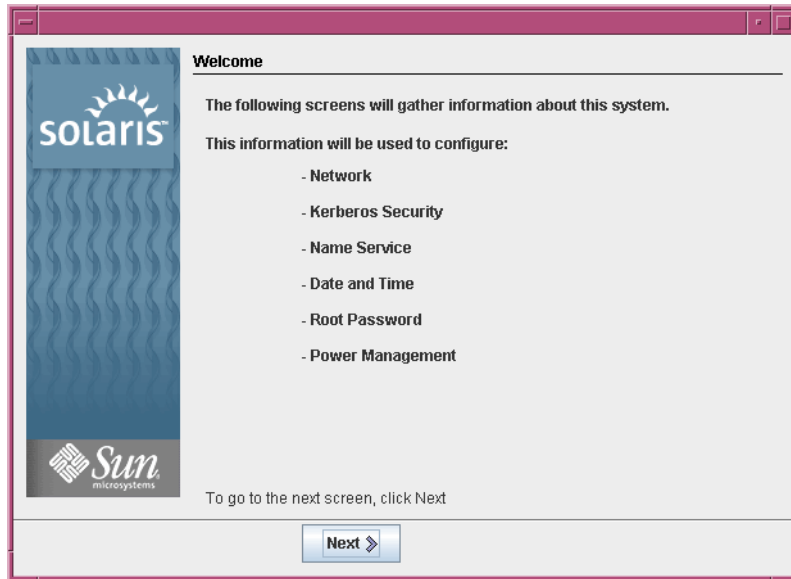 Welcome
solaris™
The following screens will gather information about this system.
This information will be used to configure:
- Network
- Kerberos Security
- Name Service
- Date and Time
- Root Password
- Power Management
Sun
microsystems
To go to the next screen, click Next
Next